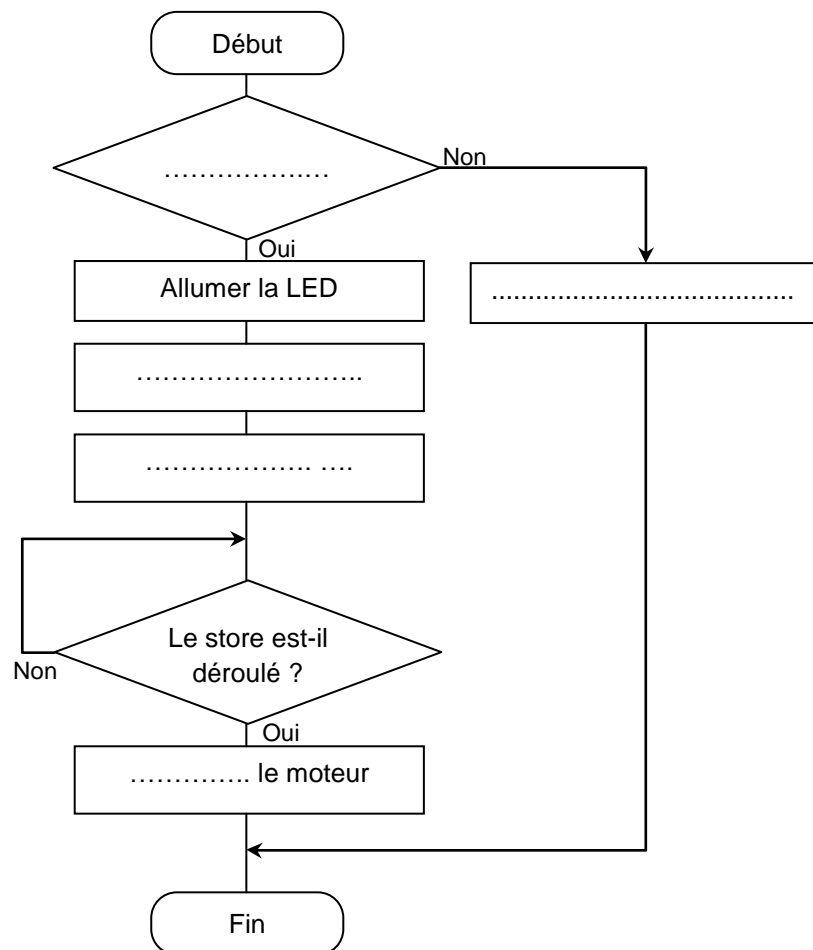 Début
……………..…
Non
Oui
Allumer la LED
.........................................
……………………..
……………….. ….
Le store est-il
déroulé ?
Non
Oui
………….. le moteur
Fin